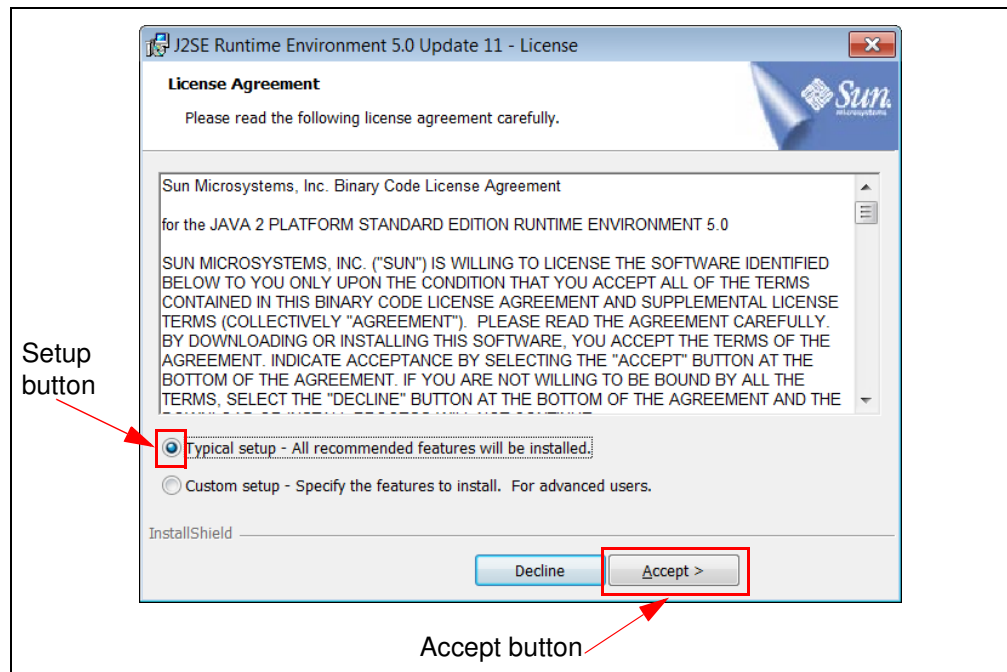 J2SE Runtime Environment 5.0 Update 11 - License
License Agreement
Please read the following license agreement carefully.
Sun
microsystems
Sun Microsystems, Inc. Binary Code License Agreement
for the JAVA 2 PLATFORM STANDARD EDITION RUNTIME ENVIRONMENT 5.0
SUN MICROSYSTEMS, INC. ("SUN") IS WILLING TO LICENSE THE SOFTWARE IDENTIFIED
BELOW TO YOU ONLY UPON THE CONDITION THAT YOU ACCEPT ALL OF THE TERMS
CONTAINED IN THIS BINARY CODE LICENSE AGREEMENT AND SUPPLEMENTAL LICENSE
TERMS (COLLECTIVELY "AGREEMENT").  PLEASE READ THE AGREEMENT CAREFULLY.
BY DOWNLOADING OR INSTALLING THIS SOFTWARE, YOU ACCEPT THE TERMS OF THE
AGREEMENT. INDICATE ACCEPTANCE BY SELECTING THE "ACCEPT" BUTTON AT THE
BOTTOM OF THE AGREEMENT. IF YOU ARE NOT WILLING TO BE BOUND BY ALL THE
TERMS, SELECT THE "DECLINE" BUTTON AT THE BOTTOM OF THE AGREEMENT AND THE
Setup
button
Typical setup - All recommended features will be installed.
Custom setup - Specify the features to install.  For advanced users.
InstallShield
Decline
Accept >
Accept button